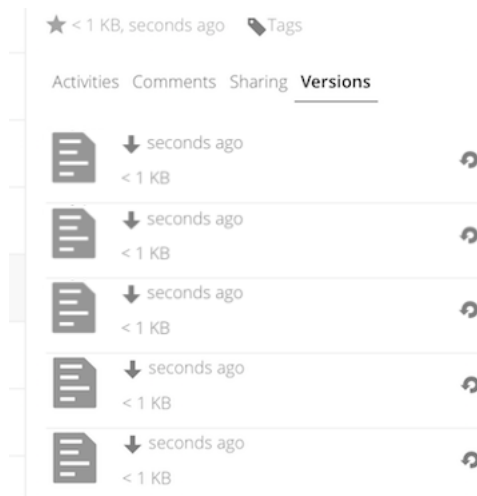 < 1 KB, seconds ago Tags
Activities Comments Sharing Versions
seconds ago
< 1 KB
seconds ago
< 1 KB
seconds ago
< 1 KB
seconds ago
< 1 KB
seconds ago
< 1 KB